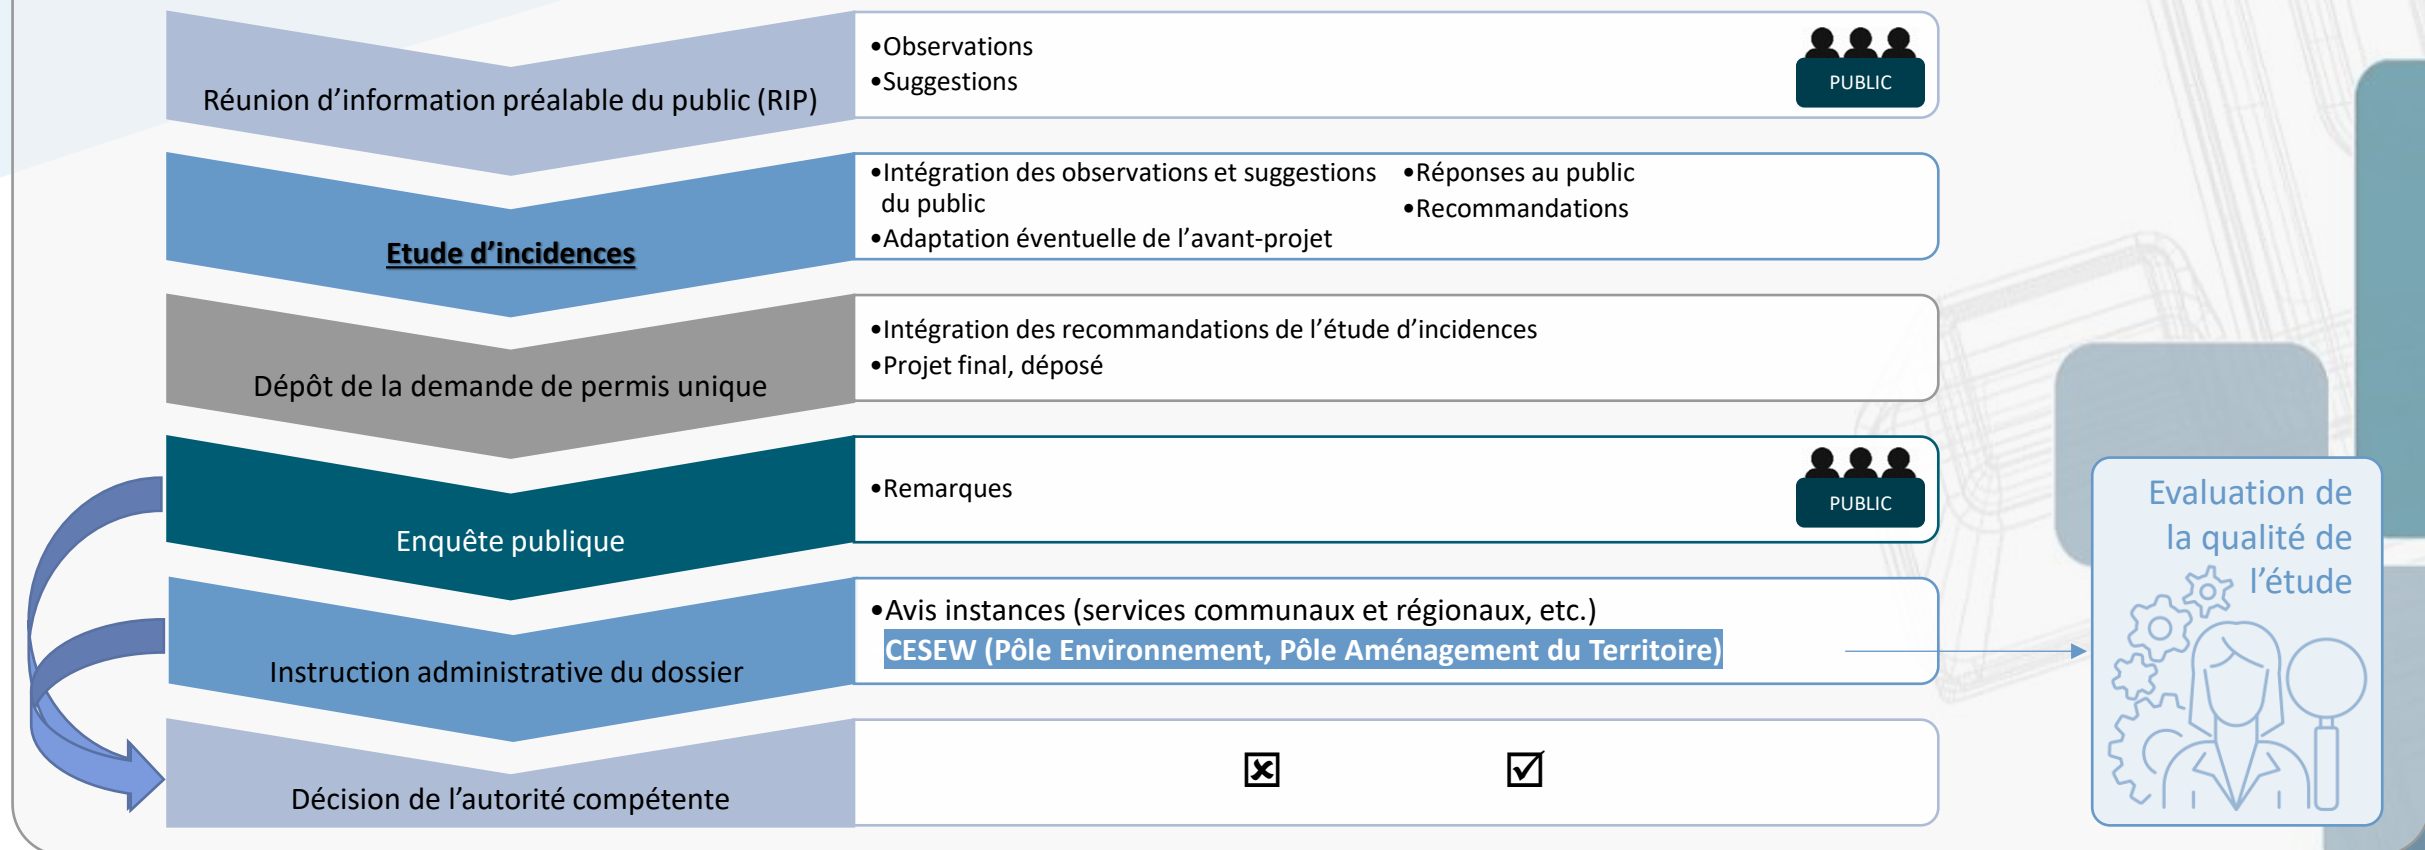 Réunion d’information préalable du public (RIP)
•Observations
•Suggestions
PUBLIC
Etude d’incidences
•Intégration des observations et suggestions
du public
•Adaptation éventuelle de l’avant-projet
•Réponses au public
•Recommandations
Dépôt de la demande de permis unique
•Intégration des recommandations de l’étude d’incidences
•Projet final, déposé
Enquête publique
•Remarques
PUBLIC
Instruction administrative du dossier
•Avis instances (services communaux et régionaux, etc.)
CESEW (Pôle Environnement, Pôle Aménagement du Territoire)
Evaluation de
la qualité de
l’étude
Décision de l’autorité compétente